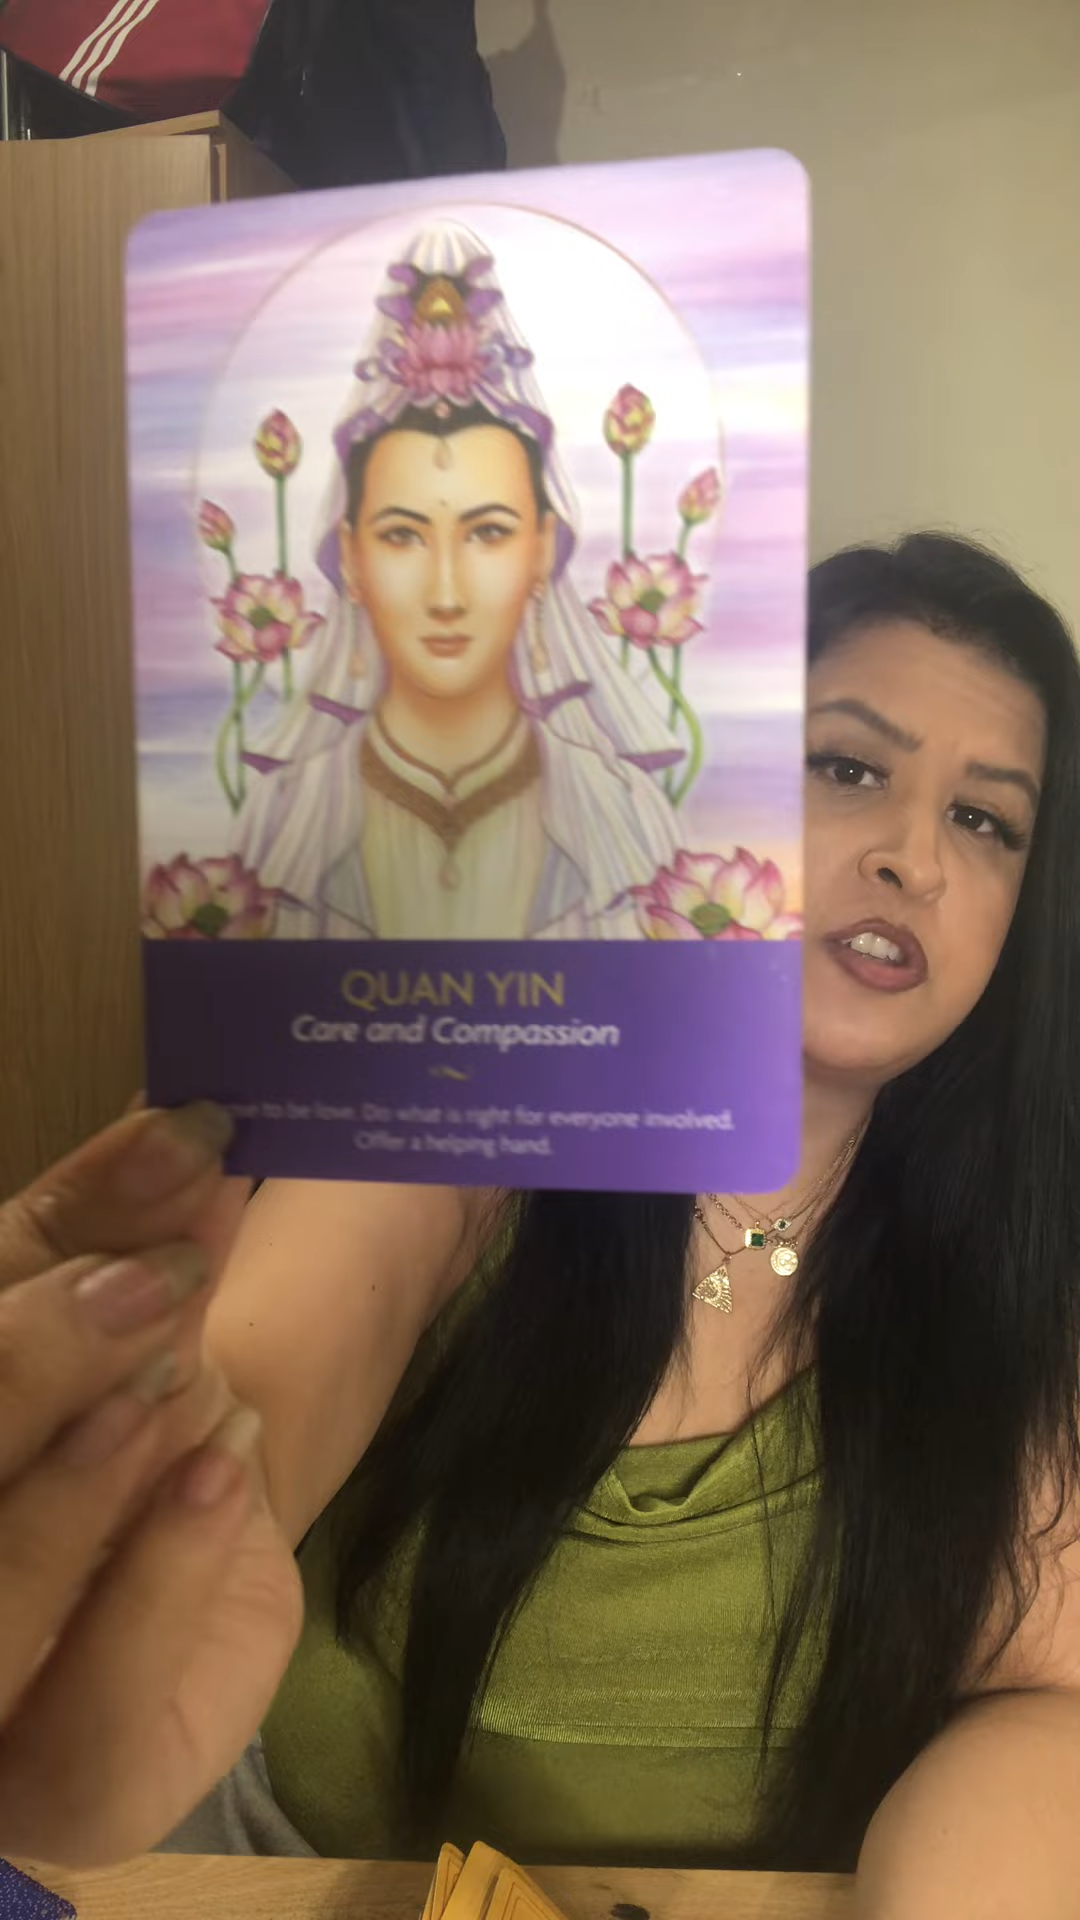 QUAN YIN
Care and Compassion
to be love. Do what is right for everyone involved.
Offer a helping hand.